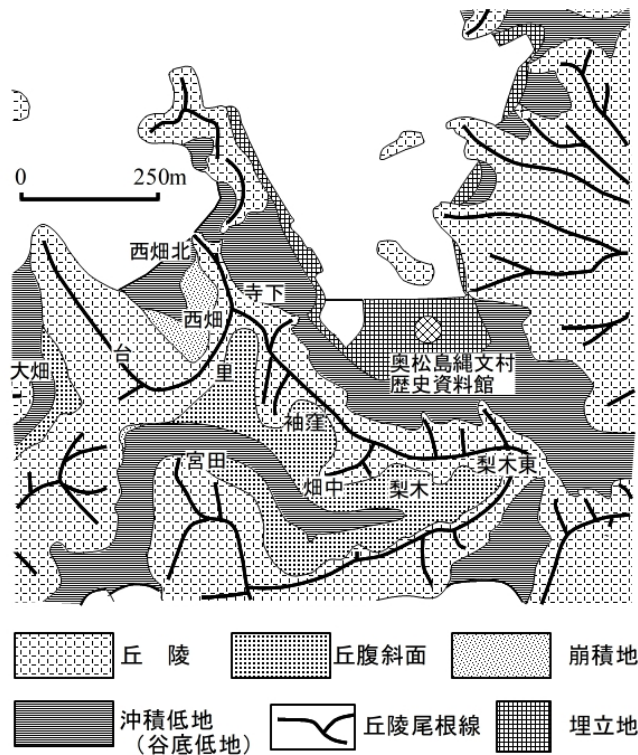 0 250m
西畑北
寺下
西畑
台
里
大畑
奥松島縄文村
歴史資料館
袖窪
宮田
畑中
梨木
梨木東
丘 陵
丘腹斜面
崩積地
沖積低地
(谷底低地)
丘陵尾根線
埋立地